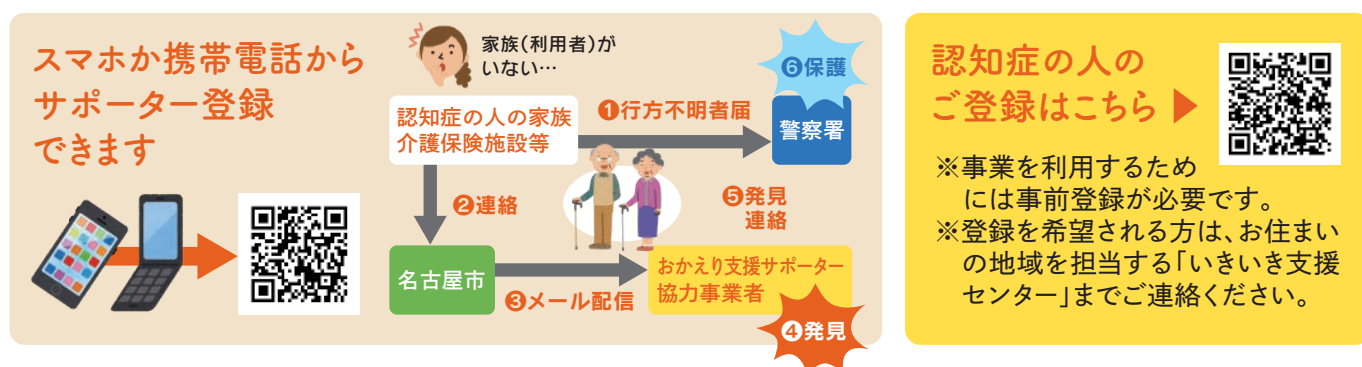 スマホか携帯電話から
サポーター登録
できます
家族(利用者)が
いない…
認知症の人の家族
介護保険施設等
❶行方不明者届
警察署
❻保護
❷連絡
❺発見
連絡
名古屋市
❸メール配信
おかえり支援サポーター
協力事業者
❹発見
認知症の人の
ご登録はこちら▶
※事業を利用するため
には事前登録が必要です。
※登録を希望される方は、お住まい
の地域を担当する「いきいき支援
センター」までご連絡ください。